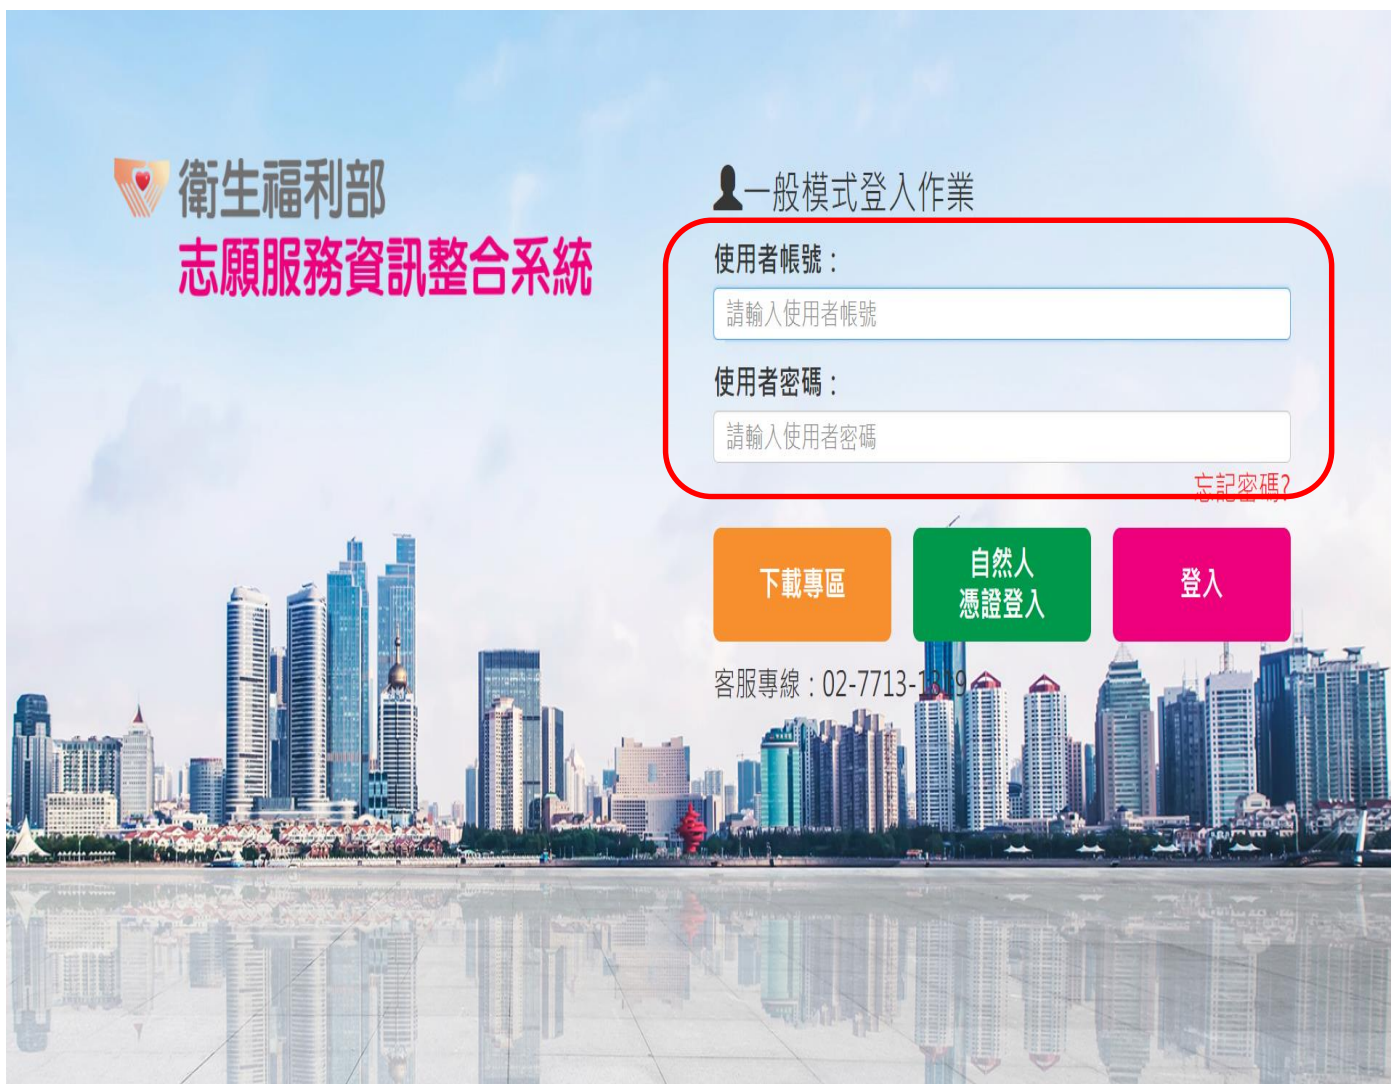 衛生福利部
志願服務資訊整合系統
一般模式登入作業
使用者帳號：
請輸入使用者帳號
使用者密碼：
請輸入使用者密碼
忘記密碼?
下載專區
自然人
憑證登入
登入
客服專線：02-7713-